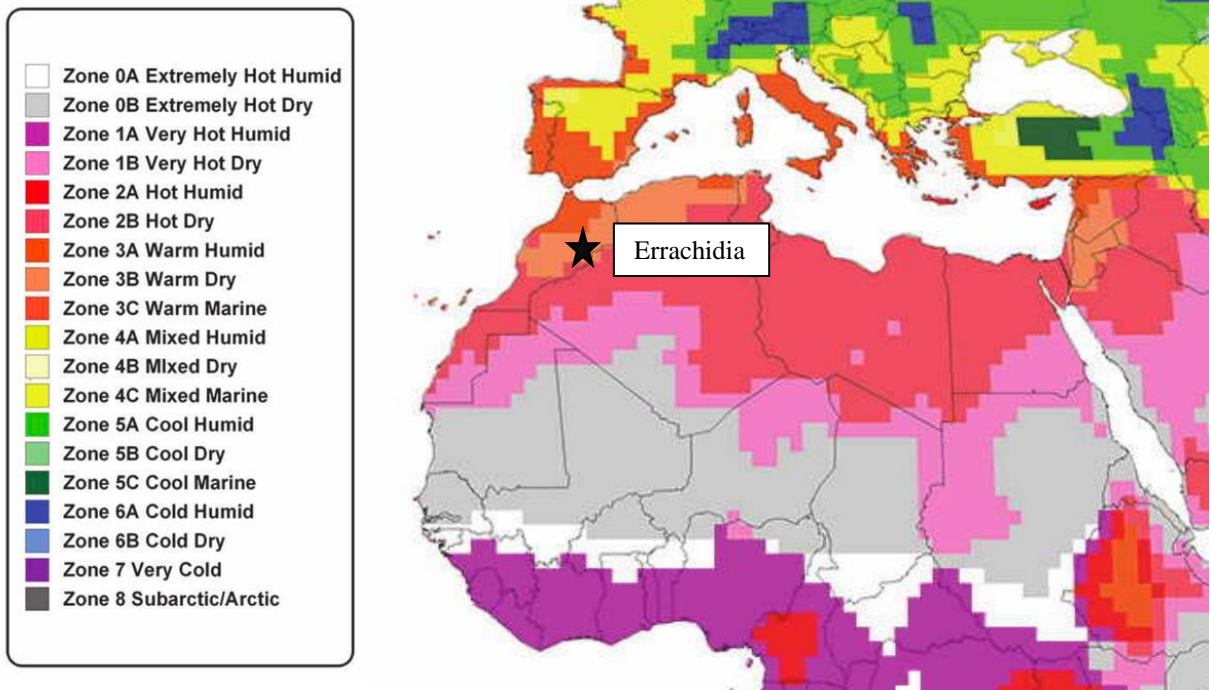 Zone 0A Extremely Hot Humid
Zone 0B Extremely Hot Dry
Zone 1A Very Hot Humid
Zone 1B Very Hot Dry
Zone 2A Hot Humid
Zone 2B Hot Dry
Zone 3A Warm Humid
Zone 3B Warm Dry
Zone 3C Warm Marine
Zone 4A Mixed Humid
Zone 4B MIxed Dry
Zone 4C Mixed Marine
Zone 5A Cool Humid
Zone 5B Cool Dry
Zone 5C Cool Marine
Zone 6A Cold Humid
Zone 6B Cold Dry
Zone 7 Very Cold
Zone 8 Subarctic/Arctic
Errachidia